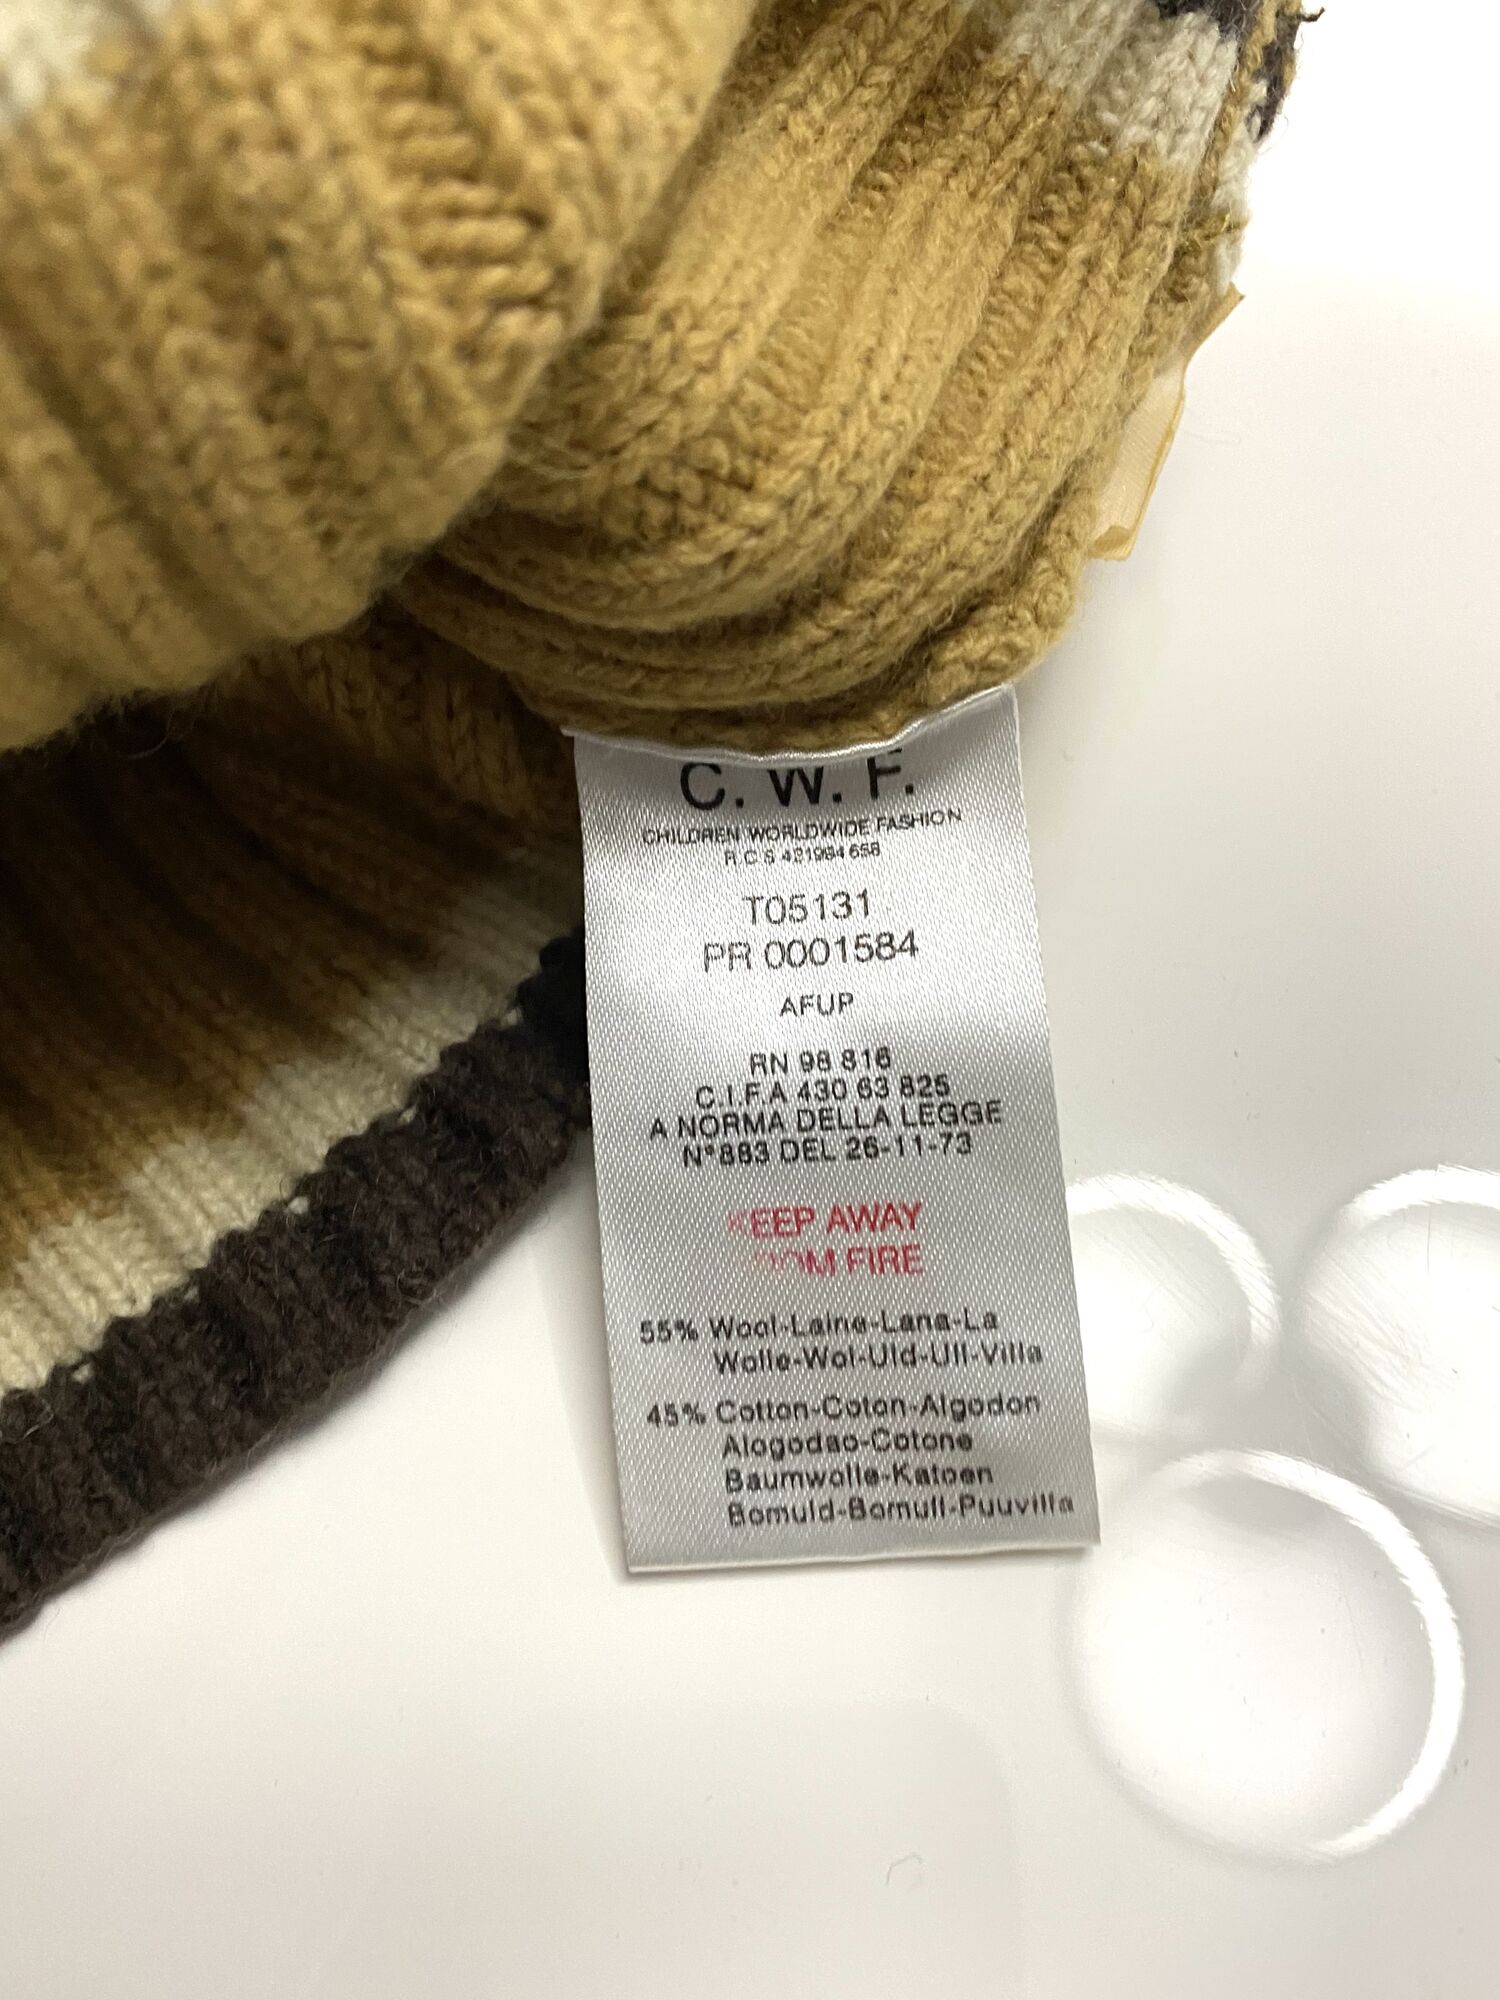 C. W. F.
CHILDREN WORLDWIDE FASHION
R C S 421984 658
T05131
PR 0001584
AFUP
RN 98 816
C.I.F.A 430 63 825
A NORMA DELLA LEGGE
N°883 DEL 26-11-73
KEEP AWAY
FROM FIRE
55% Wool-Laine-Lana-La
Wolle-Wol-Uld-Ull-Villa
45% Cotton-Coton-Algodon
Alogodao-Cotone
Baumwolle-Katoen
Bomuld-Bomull-Puuvilla